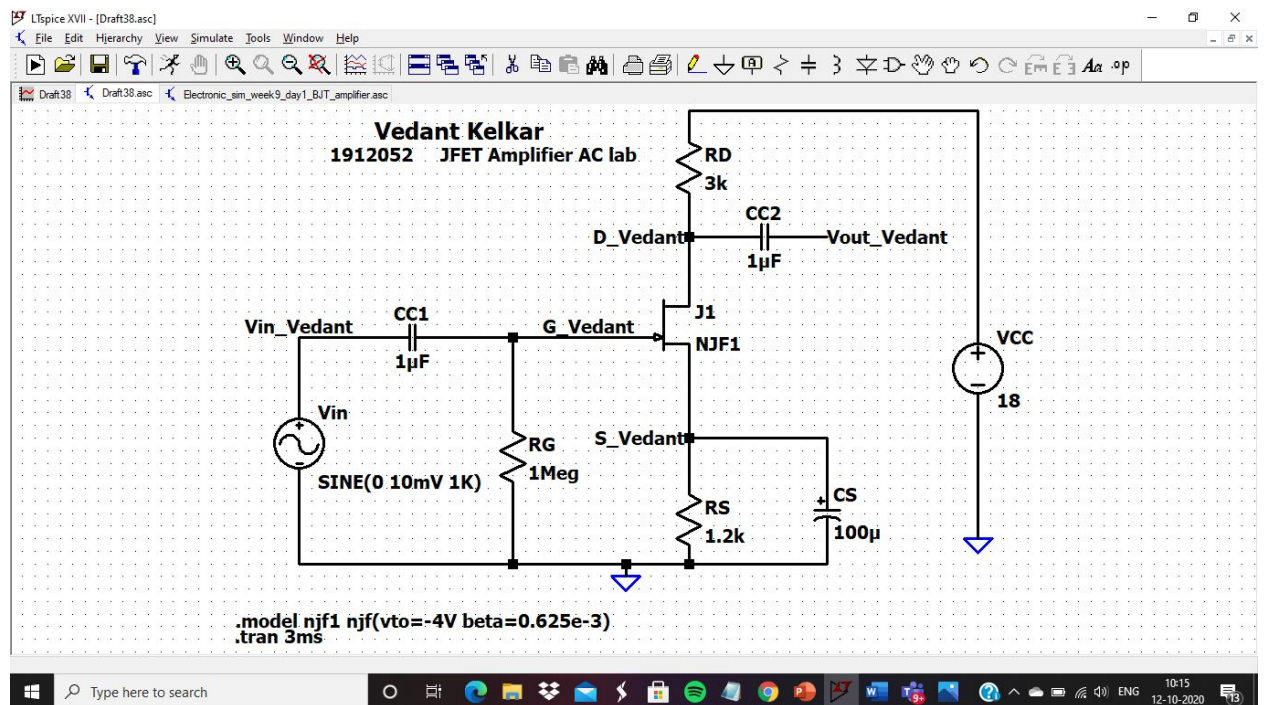 LTspice XVII - [Draft38.asc]
File Edit Hierarchy View Simulate Tools Window Help
Draft38 Draft38.asc Electronic_sim_week9_day1_BJT_amplifier.asc
Vedant Kelkar
1912052 JFET Amplifier AC lab
RD
3k
CC2
D_Vedant
Vout_Vedant
1µF
CC1
J1
Vin_Vedant
G_Vedant
NJF1
VCC
1µF
18
Vin
RG
S_Vedant
1Meg
SINE(0 10mV 1K)
RS
CS
1.2k
100µ
.model njf1 njf(vto=-4V beta=0.625e-3)
.tran 3ms
Type here to search
ENG
10:15
12-10-2020